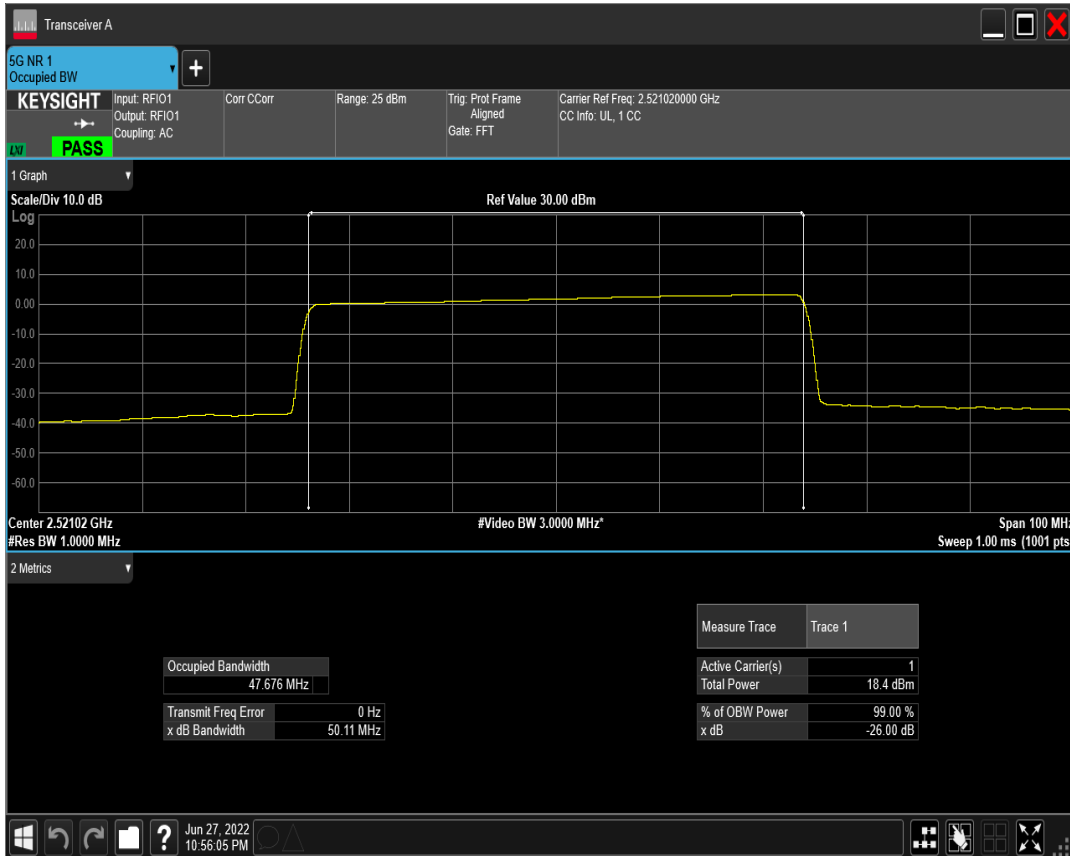 Transceiver A
5G NR 1
Occupied BW
KEYSIGHT
LXI
PASS
Input: RFIO1
Output: RFIO1
Coupling: AC
Corr CCorr
Range: 25 dBm
Trig: Prot Frame
Aligned
Gate: FFT
Carrier Ref Freq: 2.521020000 GHz
CC Info: UL, 1 CC
1 Graph
Scale/Div 10.0 dB
Ref Value 30.00 dBm
Log
20.0
10.0
0.00
-10.0
-20.0
-30.0
-40.0
-50.0
-60.0
Center 2.52102 GHz
#Video BW 3.0000 MHz*
Span 100 MHz
#Res BW 1.0000 MHz
Sweep 1.00 ms (1001 pts
2 Metrics
Measure Trace Trace 1
Occupied Bandwidth
47.676 MHz
Active Carrier(s) 1
Total Power 18.4 dBm
Transmit Freq Error 0 Hz
x dB Bandwidth 50.11 MHz
% of OBW Power 99.00 %
x dB -26.00 dB
?
Jun 27, 2022
10:56:05 PM